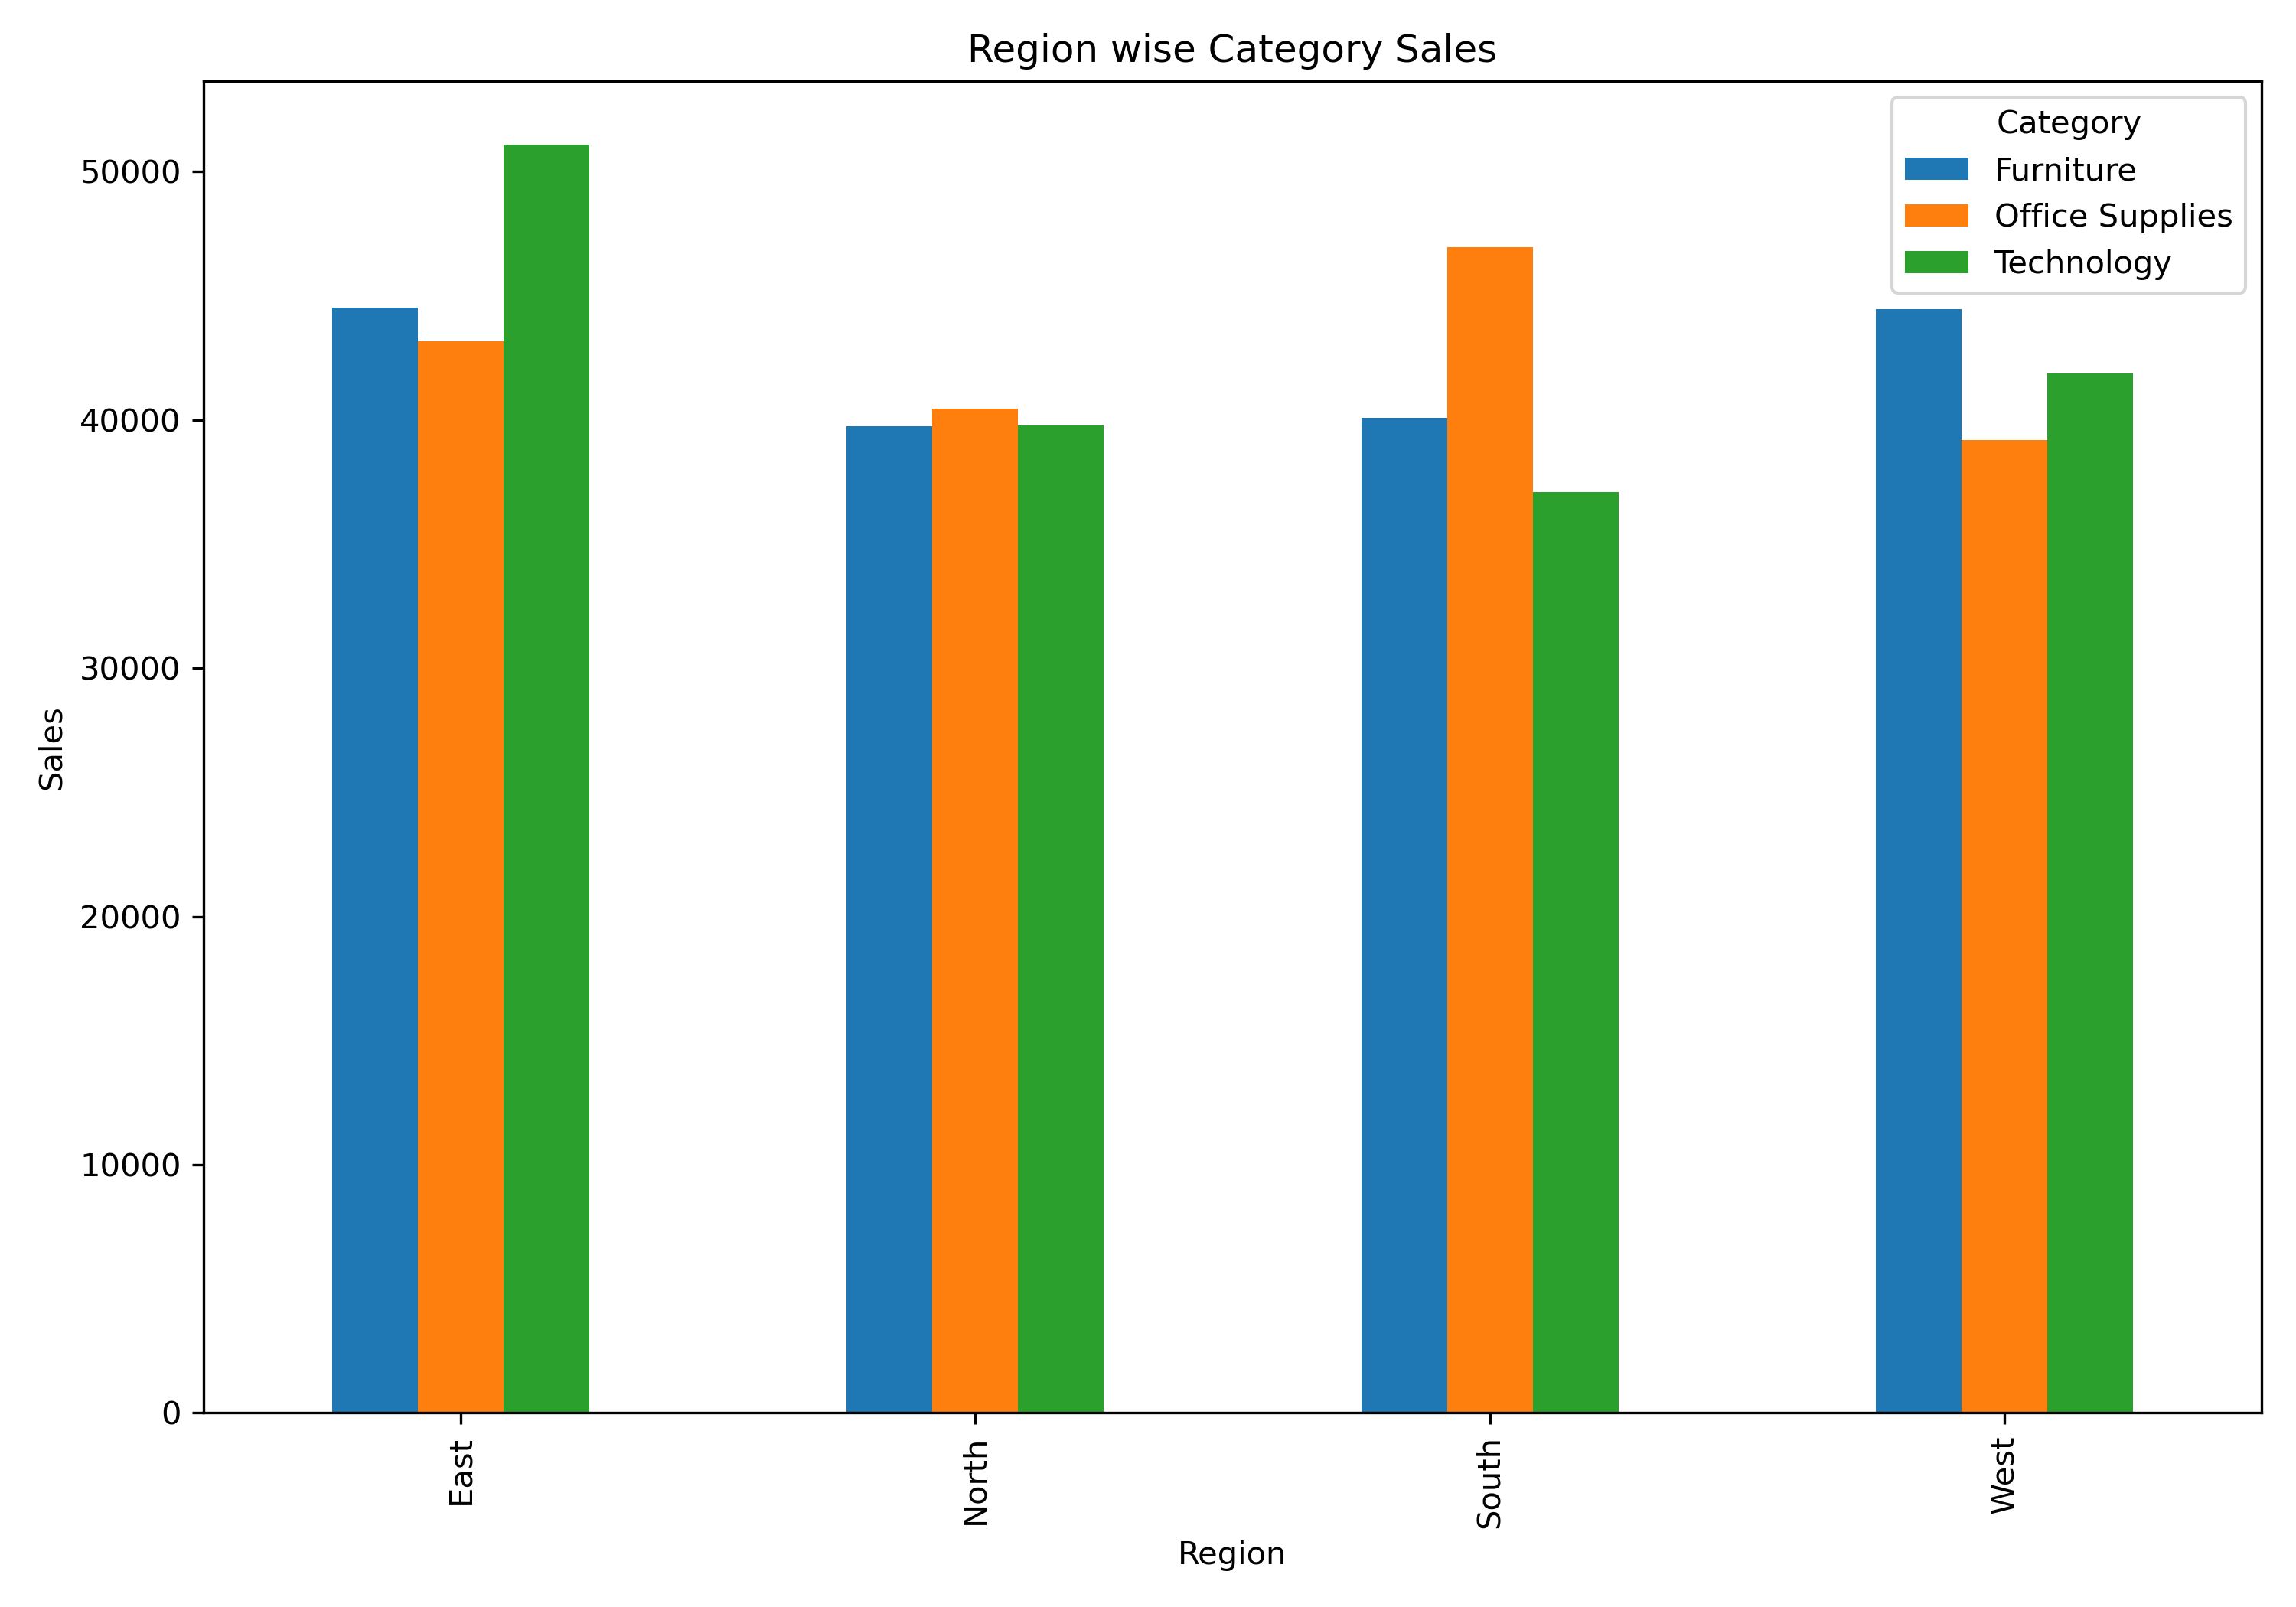 Region wise Category Sales
Category
Furniture
Office Supplies
Technology
50000
40000
30000
20000
10000
0
Sales
East
North
South
West
Region